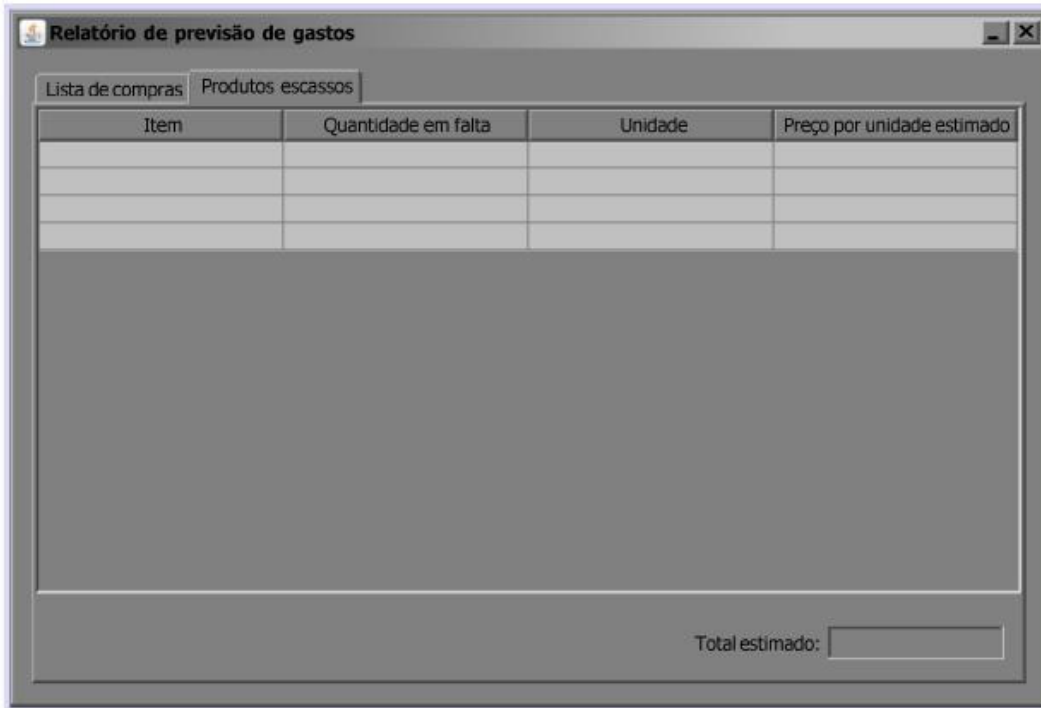 Relatório de previsão de gastos
Lista de compras Produtos escassos
Item Quantidade em falta Unidade Preço por unidade estimado
Total estimado: